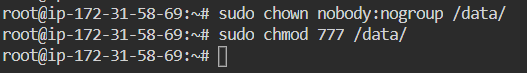 root@ip-172-31-58-69:~# sudo chown nobody:nogroup /data/
root@ip-172-31-58-69:~# sudo chmod 777 /data/
root@ip-172-31-58-69:~#